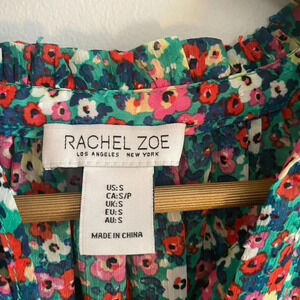 RACHEL ZOE
LOS ANGELES NEW YORK
US:S
CA:S/P
UK:S
EU:S
AU:S
MADE IN CHINA